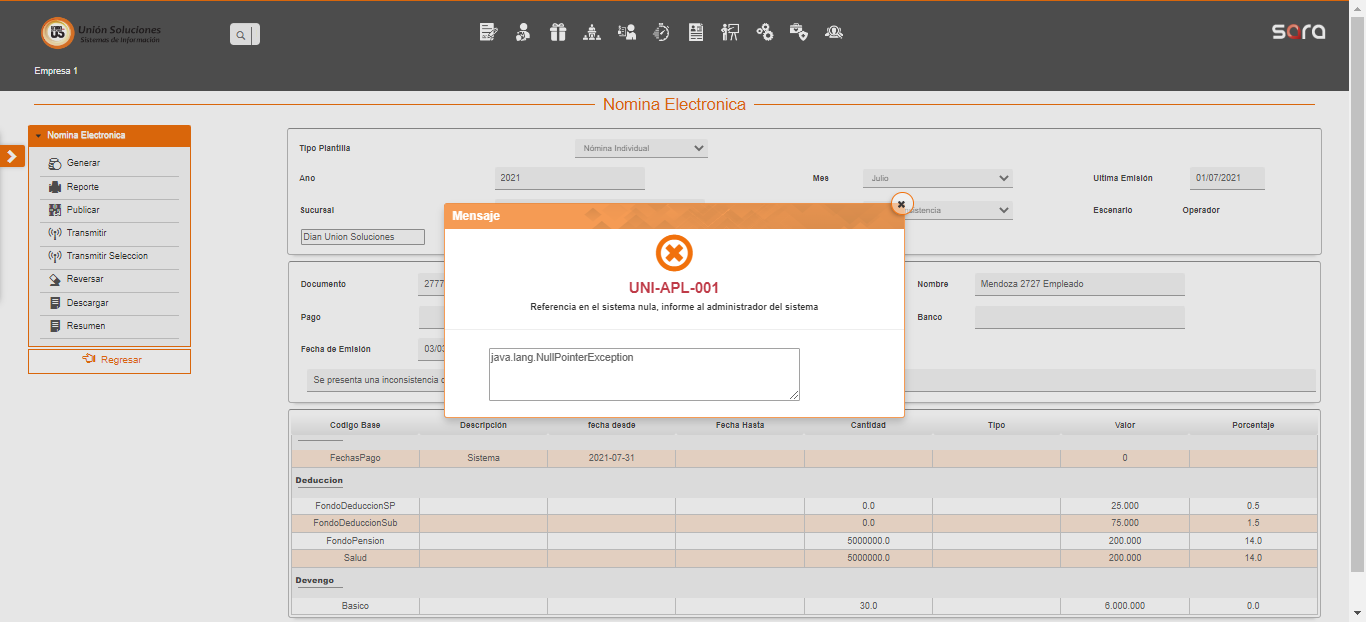 Unión Soluciones
Sistemas de Información
sara
Empresa 1
Nomina Electronica
Nomina Electronica
Generar
Reporte
Publicar
Transmitir
Transmitir Seleccion
Reversar
Descargar
Resumen
Regresar
Tipo Plantilla
Nómina Individual
Ano
2021
Mes
Julio
Ultima Emisión
01/07/2021
Sucursal
Escenario
Operador
Dian Union Soluciones
Mensaje
UNI-APL-001
Referencia en el sistema nula, informe al administrador del sistema
java.lang.NullPointerException
Documento
2777
Nombre
Mendoza 2727 Empleado
Pago
Banco
Fecha de Emisión
03/0
Se presenta una inconsistencia
Codigo Base Descripción fecha desde Fecha Hasta Cantidad Tipo Valor Porcentaje
FechasPago Sistema 2021-07-31 0
Deduccion
FondoDeduccionSP 0.0 25.000 0.5
FondoDeduccionSub 0.0 75.000 1.5
FondoPension 5000000.0 200.000 14.0
Salud 5000000.0 200.000 14.0
Devengo
Basico 30.0 6.000.000 0.0